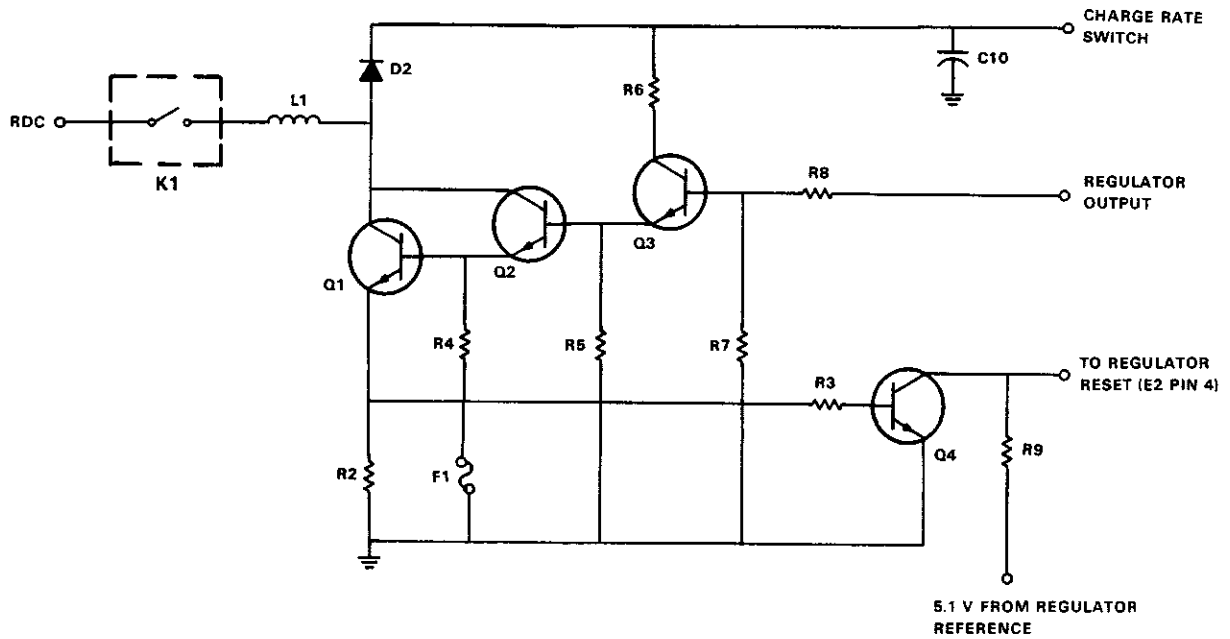 CHARGE RATE
SWITCH
C10
D2
R6
L1
RDC
K1
R8
REGULATOR
OUTPUT
Q3
Q2
Q1
R4
R5
R7
TO REGULATOR
RESET (E2 PIN 4)
R3
Q4
R9
R2
F1
5.1 V FROM REGULATOR
REFERENCE